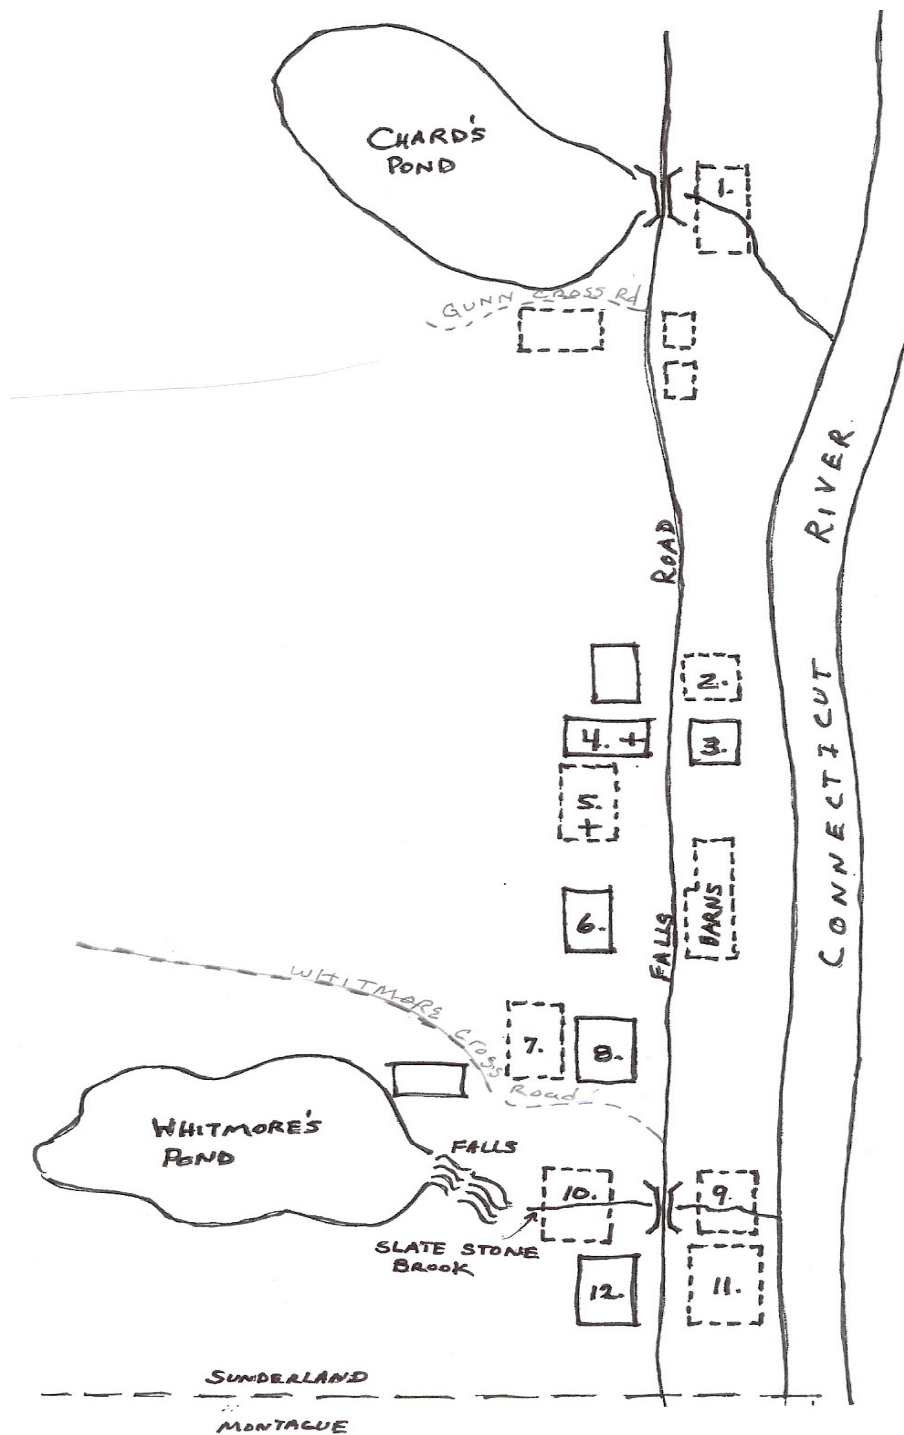 CHARD'S
POND
1.
GUNN CROSS Rd
RIVER
ROAD
2.
4. +
3.
CONNECTICUT
5.
+
BARNS
6.
FALLS
WHITMORE CROSS
Road
7.
8.
WHITMORE'S
POND
FALLS
10.
9.
SLATE STONE
BROOK
12.
11.
SUNDERLAND
MONTAGUE